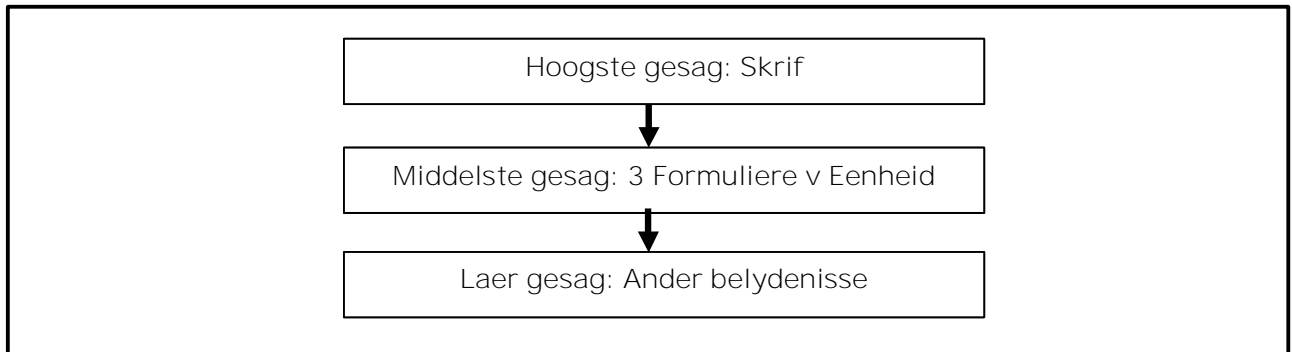 Hoogste gesag: Skrif
Middelste gesag: 3 Formuliere v Eenheid
Laer gesag: Ander belydenisse